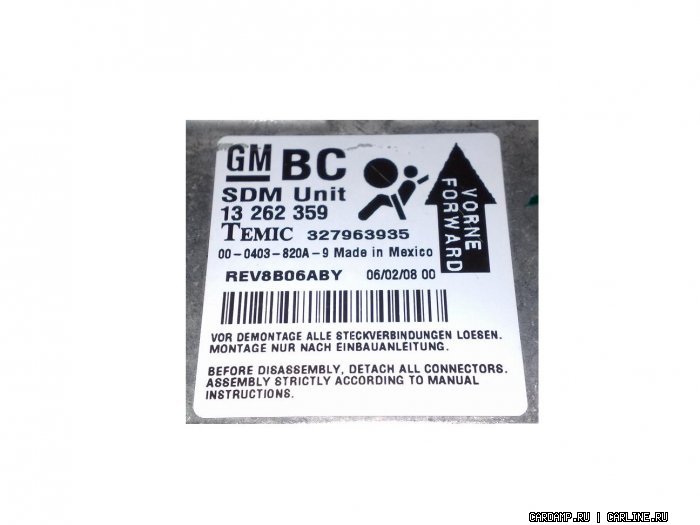 GM BC
SDM Unit
13 262 359
TEMIC 327963935
00-0403-820A-9 Made in Mexico
REV8B06ABY 06/02/08 00
VORNE
FORWARD
VOR DEMONTAGE ALLE STECKVERBINDUNGEN LOESEN.
MONTAGE NUR NACH EINBAUANLEITUNG.
BEFORE DISASSEMBLY, DETACH ALL CONNECTORS.
ASSEMBLY STRICTLY ACCORDING TO MANUAL
INSTRUCTIONS.
CARDAMP.RU | CARLINE.RU